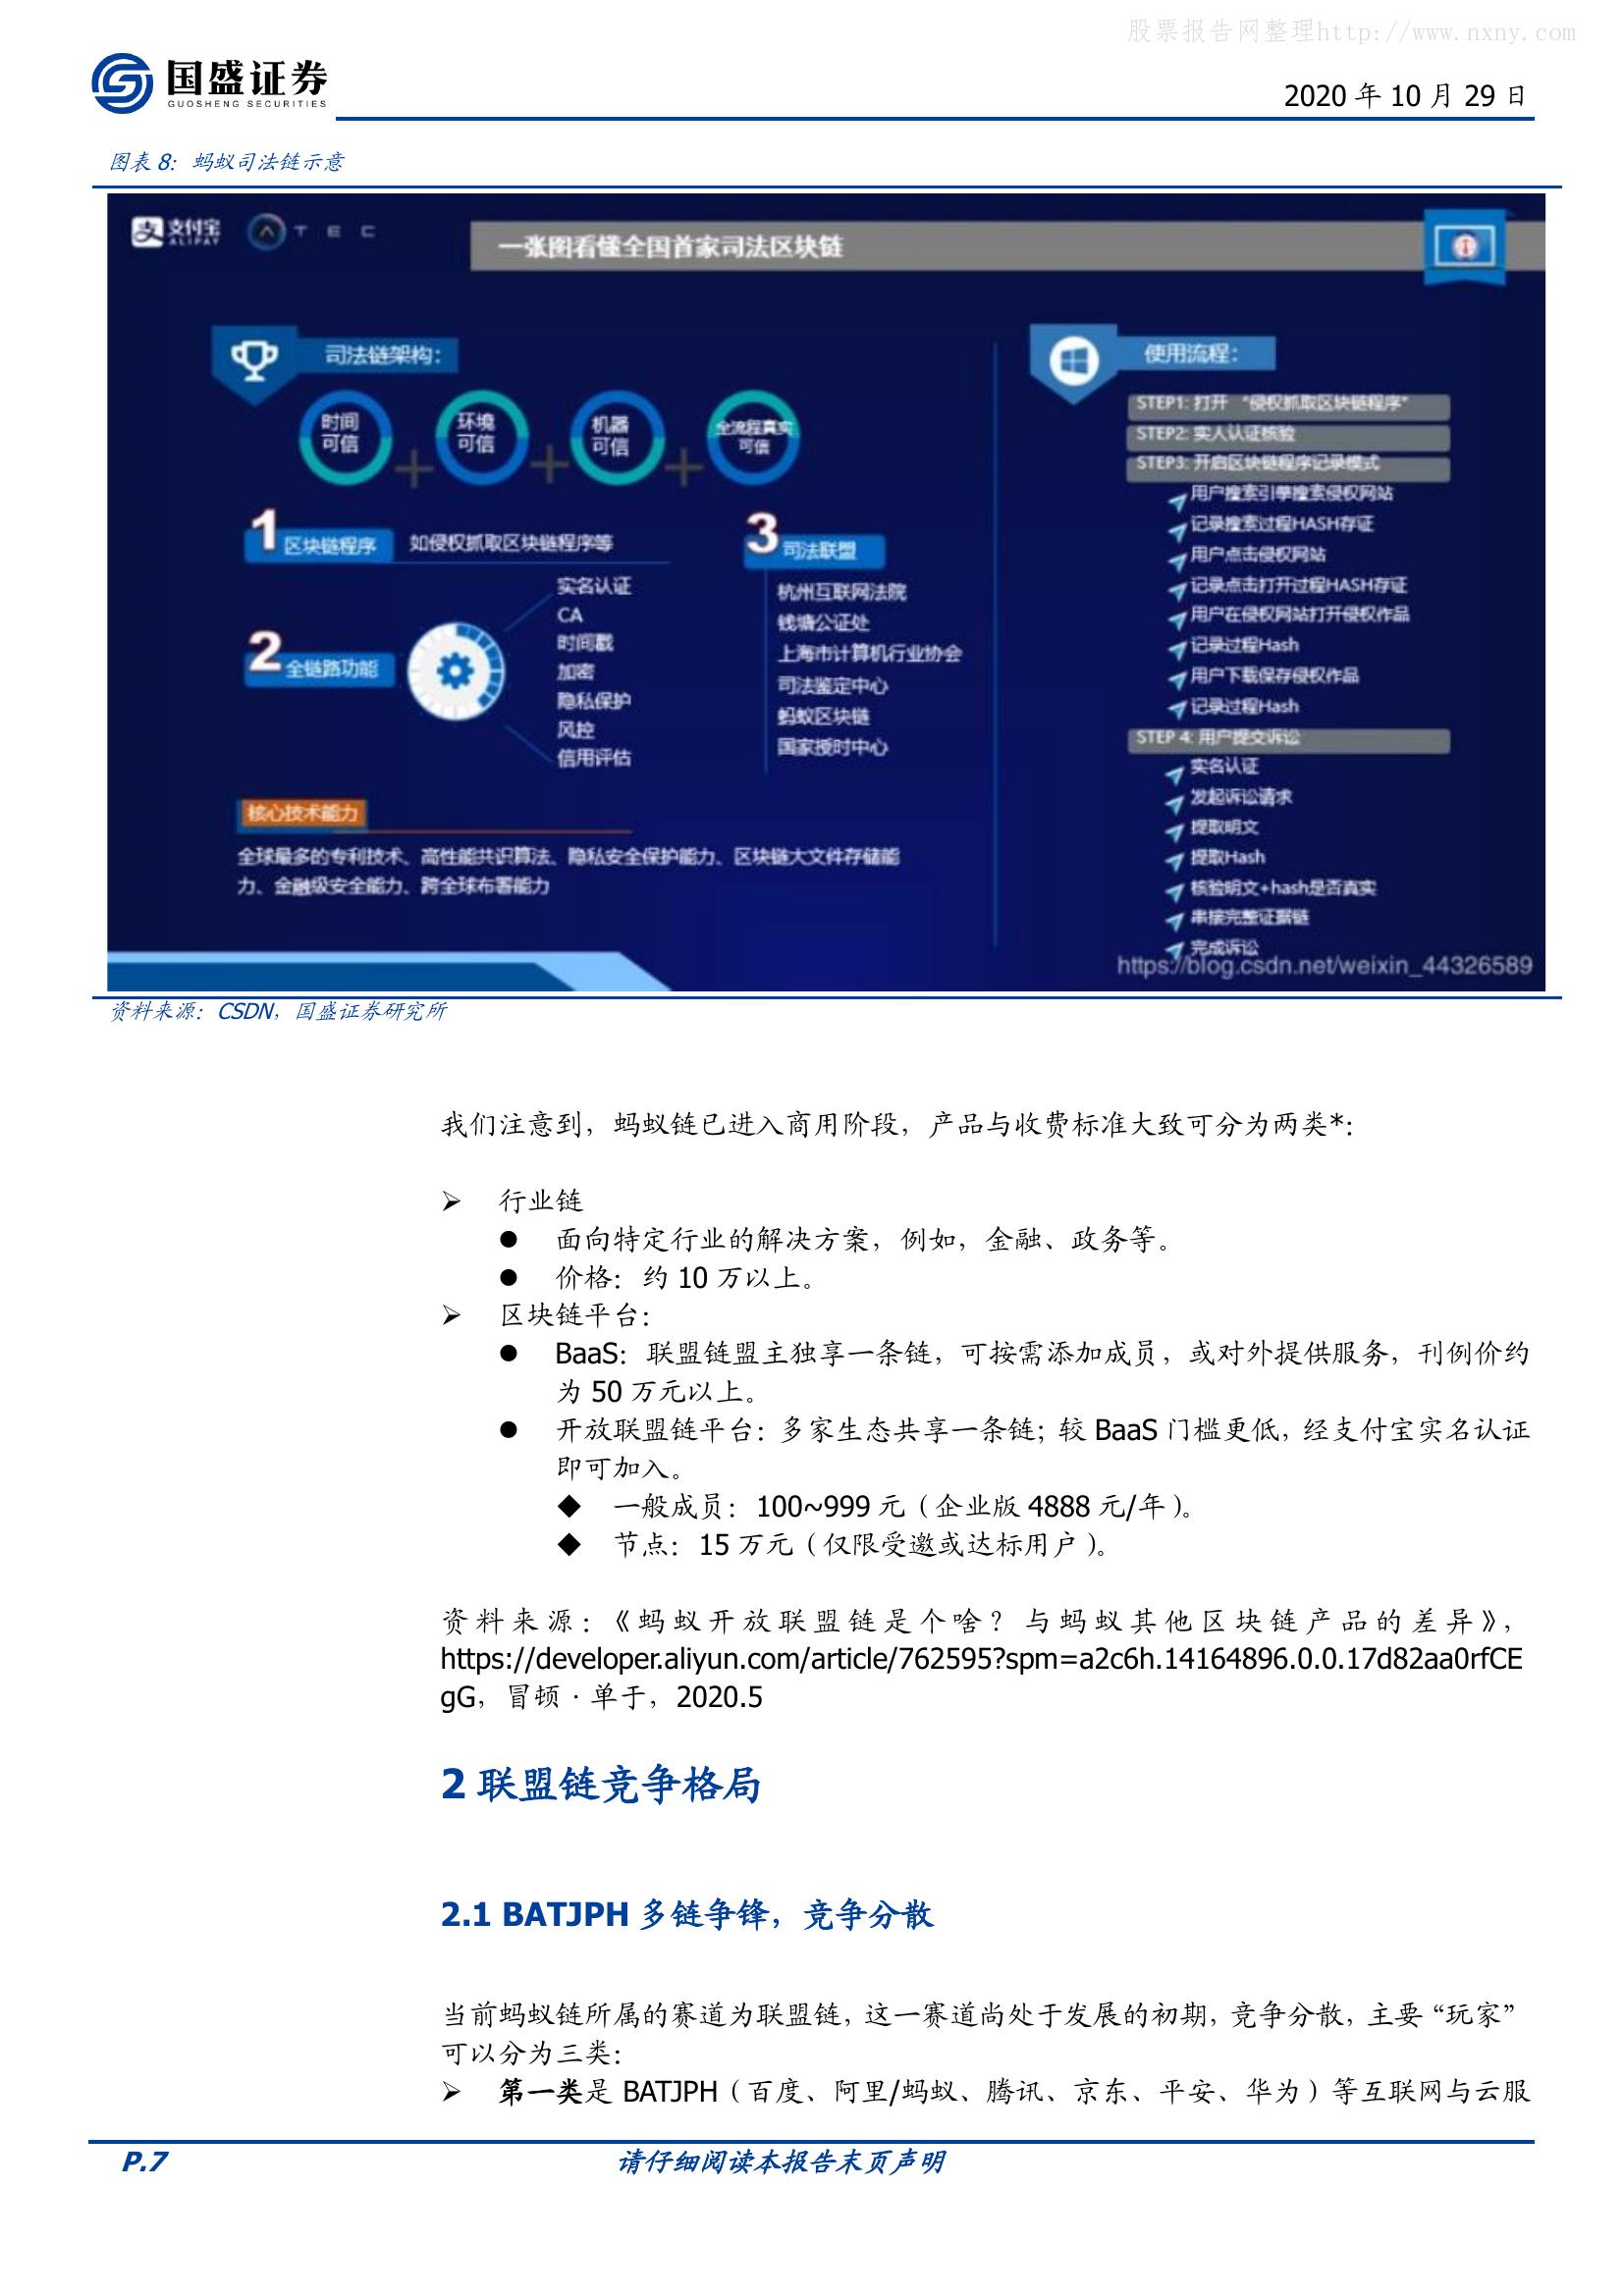 股票报告网整理http://www.nxny.com
国盛证券
GUOSHENG SECURITIES
2020 年 10 月 29 日
图表 8：蚂蚁司法链示意
支付宝
ALIPAY
ATEC
一张图看懂全国首家司法区块链
司法链架构：
时间
可信
+
环境
可信
+
机器
可信
+
全流程真实
可信
1 区块链程序
如侵权抓取区块链程序等
2 全链路功能
实名认证
CA
时间戳
加密
隐私保护
风控
信用评估
3 司法联盟
杭州互联网法院
钱塘公证处
上海市计算机行业协会
司法鉴定中心
蚂蚁区块链
国家授时中心
核心技术能力
全球最多的专利技术、高性能共识算法、隐私安全保护能力、区块链大文件存储能
力、金融级安全能力、跨全球布署能力
使用流程：
STEP1: 打开 “侵权抓取区块链程序”
STEP2: 实人认证核验
STEP3: 开启区块链程序记录模式
用户搜索引擎搜索侵权网站
记录搜索过程HASH存证
用户点击侵权网站
记录点击打开过程HASH存证
用户在侵权网站打开侵权作品
记录过程Hash
用户下载保存侵权作品
记录过程Hash
STEP 4: 用户提交诉讼
实名认证
发起诉讼请求
提取明文
提取Hash
核验明文+hash是否真实
串接完整证据链
完成诉讼
https://blog.csdn.net/weixin_44326589
资料来源：CSDN，国盛证券研究所
我们注意到，蚂蚁链已进入商用阶段，产品与收费标准大致可分为两类*：
➢ 行业链
● 面向特定行业的解决方案，例如，金融、政务等。
● 价格：约 10 万以上。
➢ 区块链平台：
● BaaS：联盟链盟主独享一条链，可按需添加成员，或对外提供服务，刊例价约
为 50 万元以上。
● 开放联盟链平台：多家生态共享一条链；较 BaaS 门槛更低，经支付宝实名认证
即可加入。
◆ 一般成员：100~999 元（企业版 4888 元/年）。
◆ 节点：15 万元（仅限受邀或达标用户）。
资料来源：《蚂蚁开放联盟链是个啥？与蚂蚁其他区块链产品的差异》，
https://developer.aliyun.com/article/762595?spm=a2c6h.14164896.0.0.17d82aa0rfCE
gG，冒顿·单于，2020.5
2 联盟链竞争格局
2.1 BATJPH 多链争锋，竞争分散
当前蚂蚁链所属的赛道为联盟链，这一赛道尚处于发展的初期，竞争分散，主要“玩家”
可以分为三类：
➢ 第一类是 BATJPH（百度、阿里/蚂蚁、腾讯、京东、平安、华为）等互联网与云服
P.7
请仔细阅读本报告末页声明